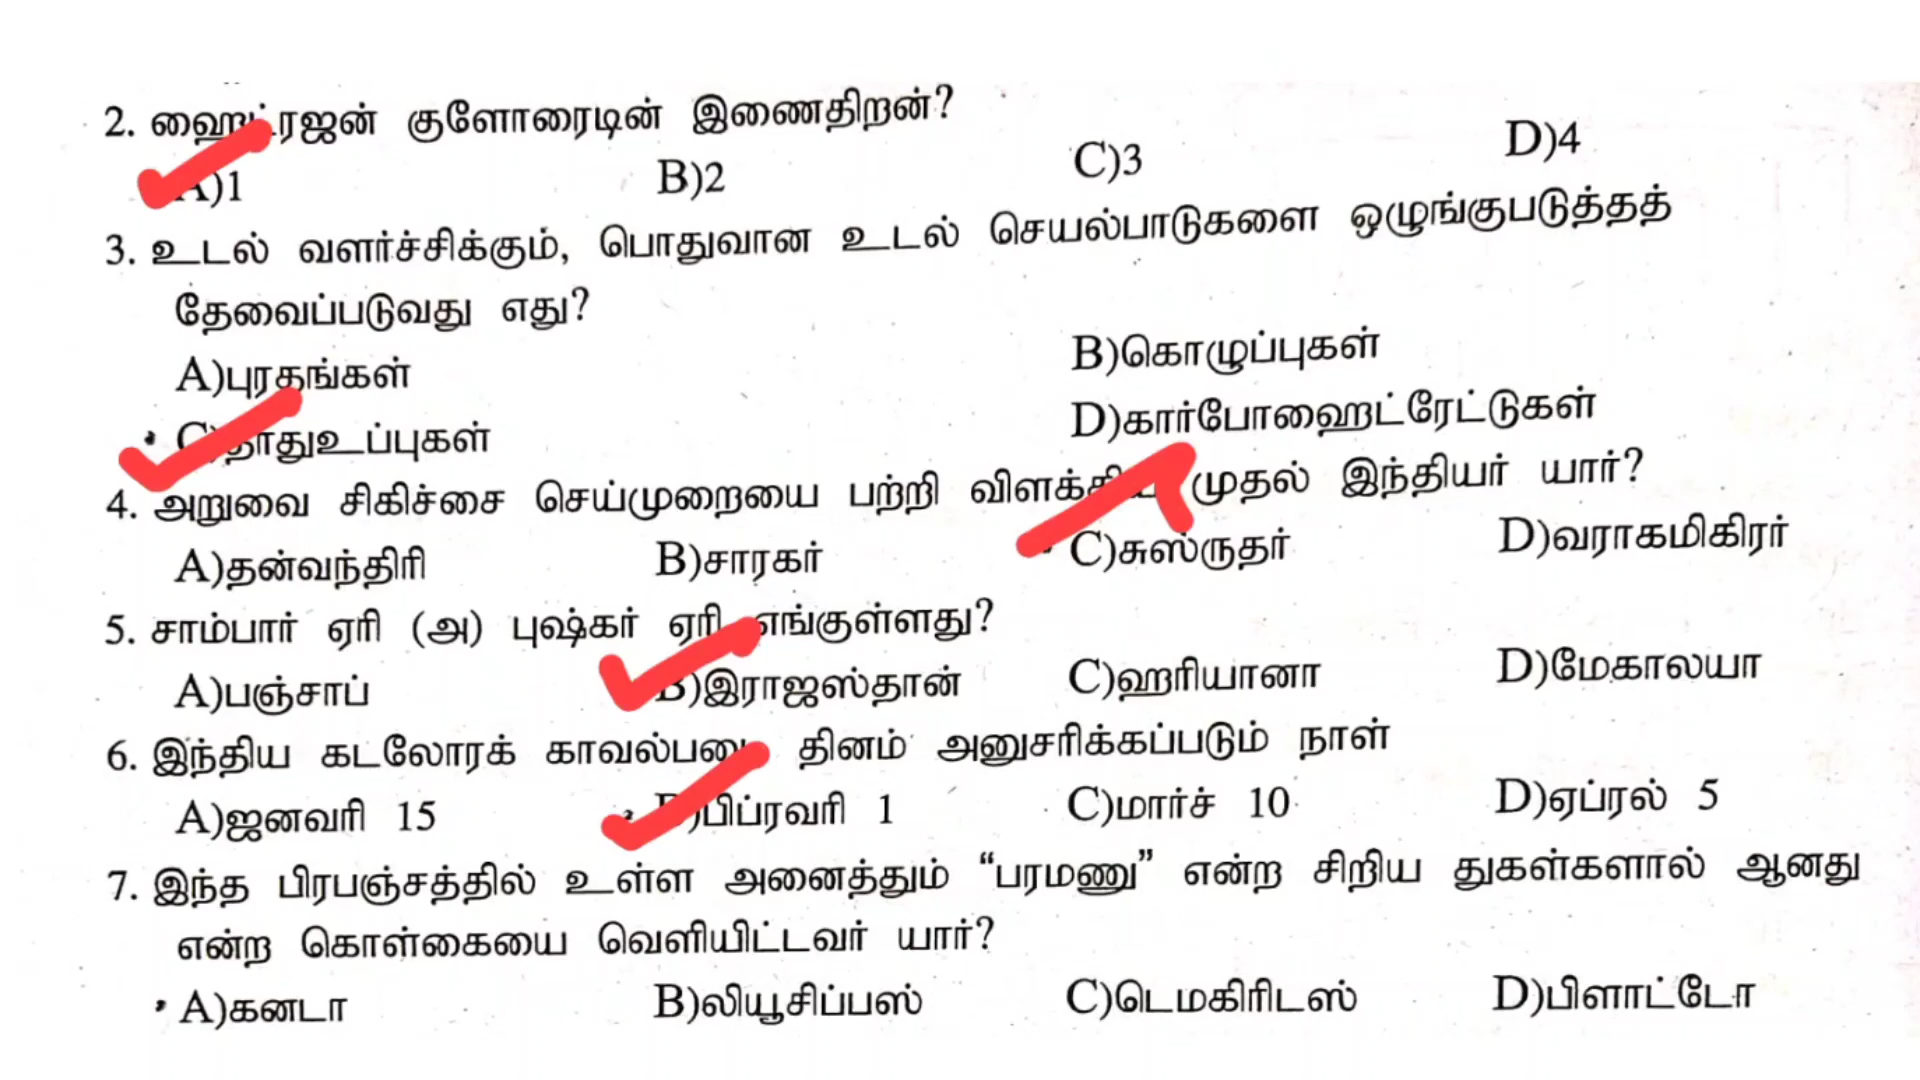 2. ஹைட்ரஜன் குளோரைடின் இணைதிறன்?
A)1 B)2 C)3 D)4
3. உடல் வளர்ச்சிக்கும், பொதுவான உடல் செயல்பாடுகளை ஒழுங்குபடுத்தத்
தேவைப்படுவது எது?
A)புரதங்கள் B)கொழுப்புகள்
C)தாதுஉப்புகள் D)கார்போஹைட்ரேட்டுகள்
4. அறுவை சிகிச்சை செய்முறையை பற்றி விளக்கிய முதல் இந்தியர் யார்?
A)தன்வந்திரி B)சாரகர் C)சுஸ்ருதர் D)வராகமிகிரர்
5. சாம்பார் ஏரி (அ) புஷ்கர் ஏரி எங்குள்ளது?
A)பஞ்சாப் B)இராஜஸ்தான் C)ஹரியானா D)மேகாலயா
6. இந்திய கடலோரக் காவல்படை தினம் அனுசரிக்கப்படும் நாள்
A)ஜனவரி 15 B)பிப்ரவரி 1 C)மார்ச் 10 D)ஏப்ரல் 5
7. இந்த பிரபஞ்சத்தில் உள்ள அனைத்தும் “பரமணு” என்ற சிறிய துகள்களால் ஆனது
என்ற கொள்கையை வெளியிட்டவர் யார்?
A)கனடா B)லியூசிப்பஸ் C)டெமகிரிடஸ் D)பிளாட்டோ